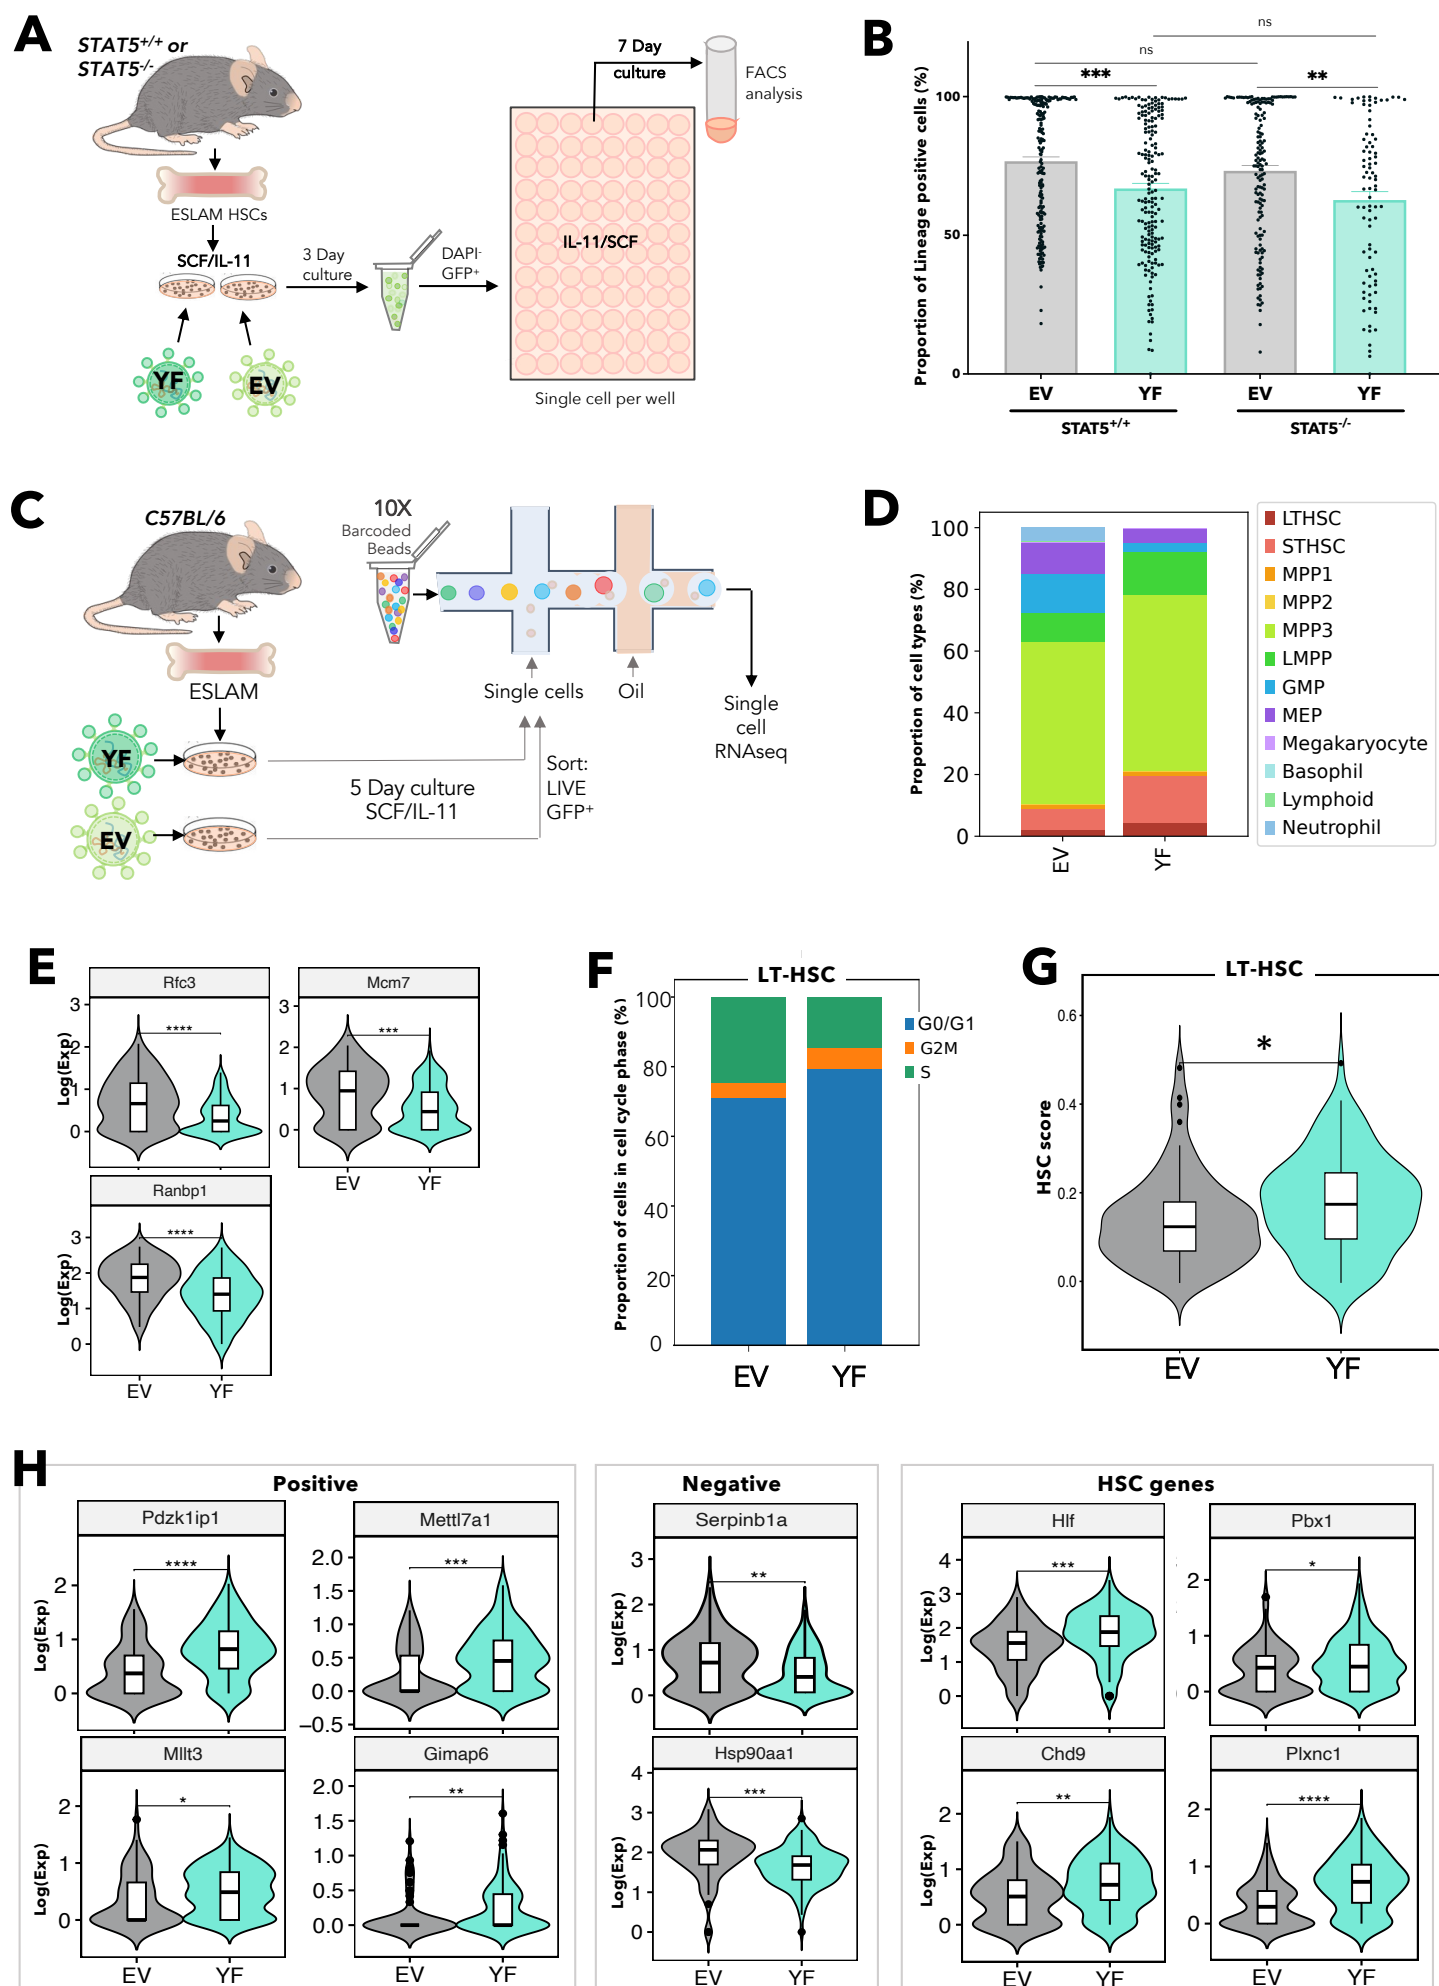 A
STAT5+/+ or
STAT5-/-
ESLAM HSCs
SCF/IL-11
YF
EV
3 Day
culture
DAPI-
GFP+
7 Day
culture
FACS
analysis
IL-11/SCF
Single cell per well
B
ns
ns
***
**
Proportion of Lineage positive cells (%)
100
50
0
EV
YF
EV
YF
STAT5+/+
STAT5-/-
C
C57BL/6
ESLAM
YF
EV
10X
Barcoded
Beads
Single cells
Oil
5 Day culture
SCF/IL-11
Sort:
LIVE
GFP+
Single
cell
RNAseq
D
Proportion of cell types (%)
100
80
60
40
20
0
EV
YF
LTHSC
STHSC
MPP1
MPP2
MPP3
LMPP
GMP
MEP
Megakaryocyte
Basophil
Lymphoid
Neutrophil
E
Rfc3
Log(Exp)
3
2
1
0
****
Mcm7
3
2
1
0
***
EV
YF
Ranbp1
Log(Exp)
3
2
1
0
****
EV
YF
F
LT-HSC
Proportion of cells in cell cycle phase (%)
100
80
60
40
20
0
EV
YF
G0/G1
G2M
S
G
LT-HSC
HSC score
0.6
0.4
0.2
0.0
*
EV
YF
H
Positive
Pdzk1ip1
Log(Exp)
2
1
0
****
Mettl7a1
2.0
1.5
1.0
0.5
0.0
−0.5
***
Mllt3
Log(Exp)
2
1
0
*
EV
YF
Gimap6
2.0
1.5
1.0
0.5
0.0
**
EV
YF
Negative
Serpinb1a
Log(Exp)
3
2
1
0
**
Hsp90aa1
Log(Exp)
4
3
2
1
0
***
EV
YF
HSC genes
Hlf
Log(Exp)
4
3
2
1
0
***
Pbx1
2
1
0
*
Chd9
Log(Exp)
2
1
0
**
EV
YF
Plxnc1
2
1
0
****
EV
YF